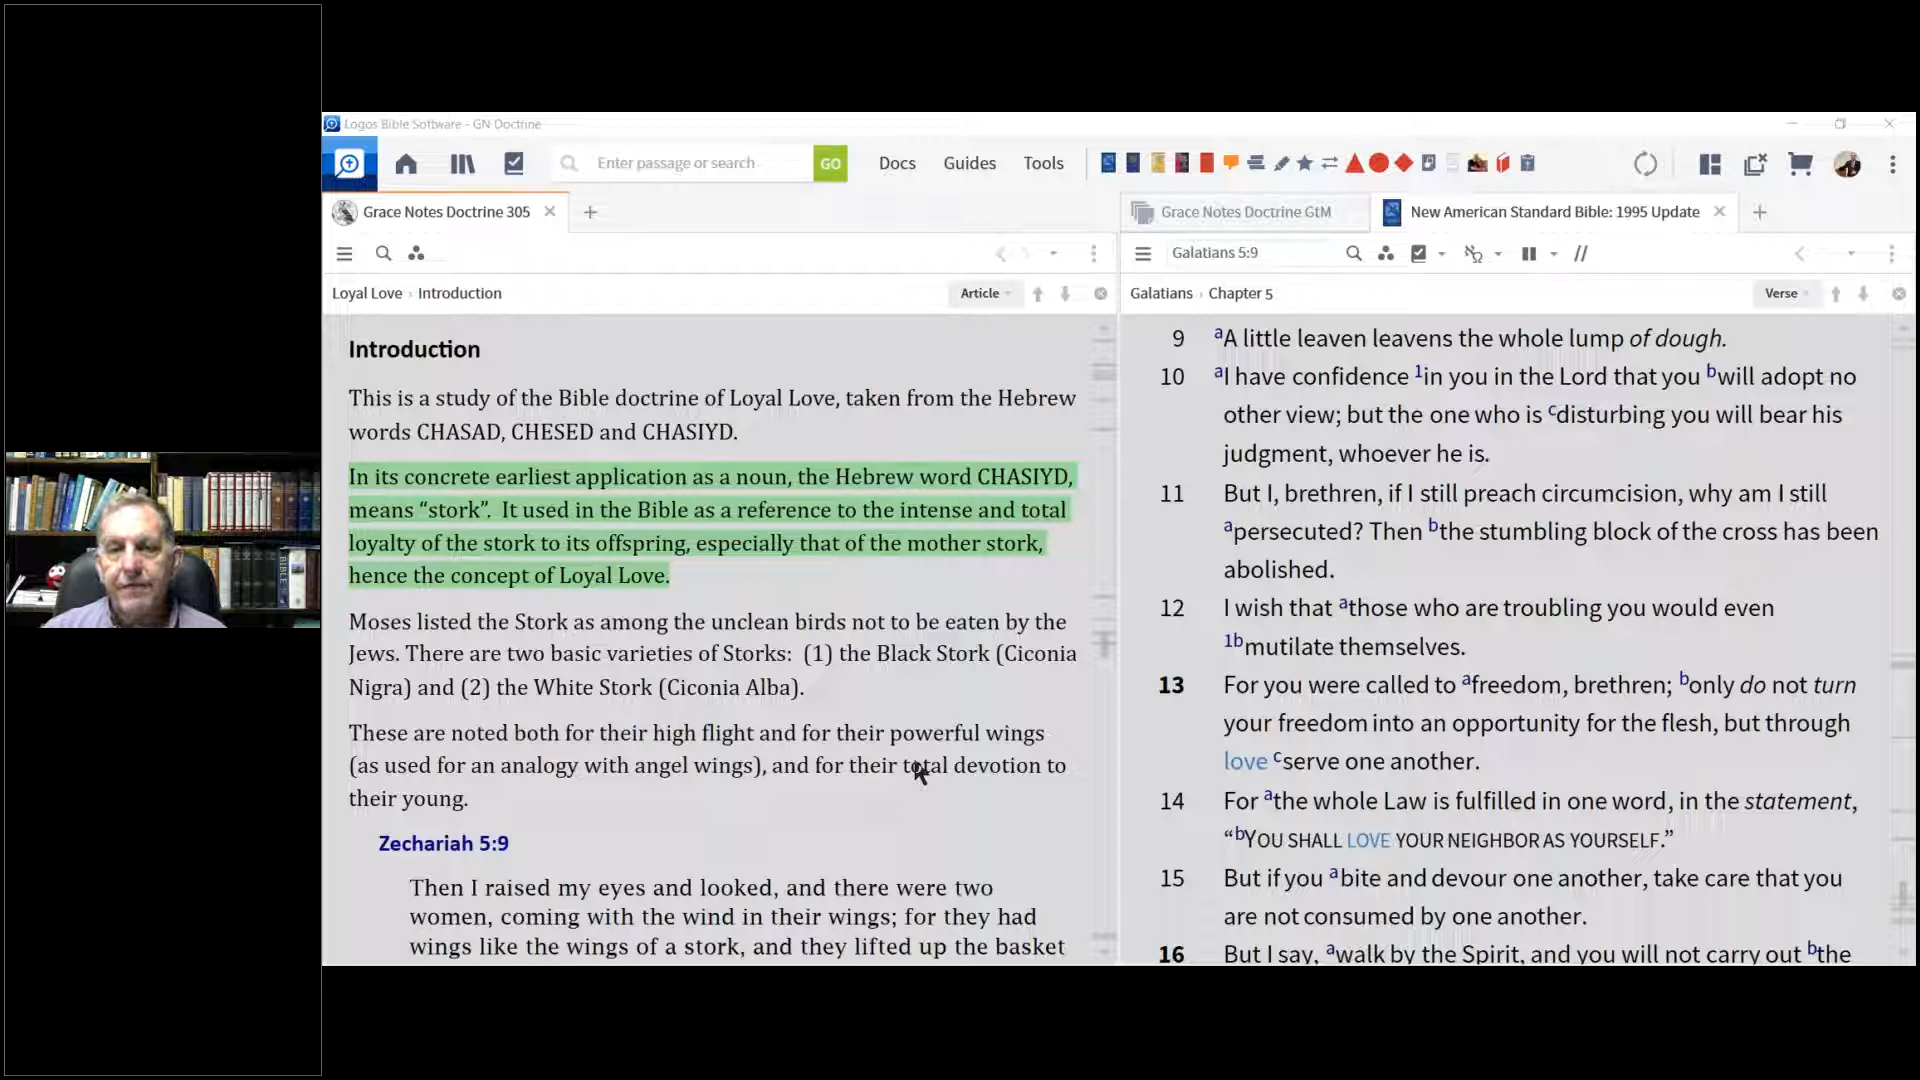 Logos Bible Software - GN Doctrine
Enter passage or search
GO
Docs
Guides
Tools
Grace Notes Doctrine 305
Loyal Love › Introduction
Article
Introduction
This is a study of the Bible doctrine of Loyal Love, taken from the Hebrew
words CHASAD, CHESED and CHASIYD.
In its concrete earliest application as a noun, the Hebrew word CHASIYD,
means “stork”.  It used in the Bible as a reference to the intense and total
loyalty of the stork to its offspring, especially that of the mother stork,
hence the concept of Loyal Love.
Moses listed the Stork as among the unclean birds not to be eaten by the
Jews. There are two basic varieties of Storks:  (1) the Black Stork (Ciconia
Nigra) and (2) the White Stork (Ciconia Alba).
These are noted both for their high flight and for their powerful wings
(as used for an analogy with angel wings), and for their total devotion to
their young.
Zechariah 5:9
Then I raised my eyes and looked, and there were two
women, coming with the wind in their wings; for they had
wings like the wings of a stork, and they lifted up the basket
Grace Notes Doctrine GtM
New American Standard Bible: 1995 Update
Galatians 5:9
Galatians › Chapter 5
Verse
9 aA little leaven leavens the whole lump of dough.
10 aI have confidence 1in you in the Lord that you bwill adopt no
other view; but the one who is cdisturbing you will bear his
judgment, whoever he is.
11 But I, brethren, if I still preach circumcision, why am I still
apersecuted? Then bthe stumbling block of the cross has been
abolished.
12 I wish that athose who are troubling you would even
1bmutilate themselves.
13 For you were called to afreedom, brethren; bonly do not turn
your freedom into an opportunity for the flesh, but through
love cserve one another.
14 For athe whole Law is fulfilled in one word, in the statement,
“bYOU SHALL LOVE YOUR NEIGHBOR AS YOURSELF.”
15 But if you abite and devour one another, take care that you
are not consumed by one another.
16 But I say, awalk by the Spirit, and you will not carry out bthe
BIBLE